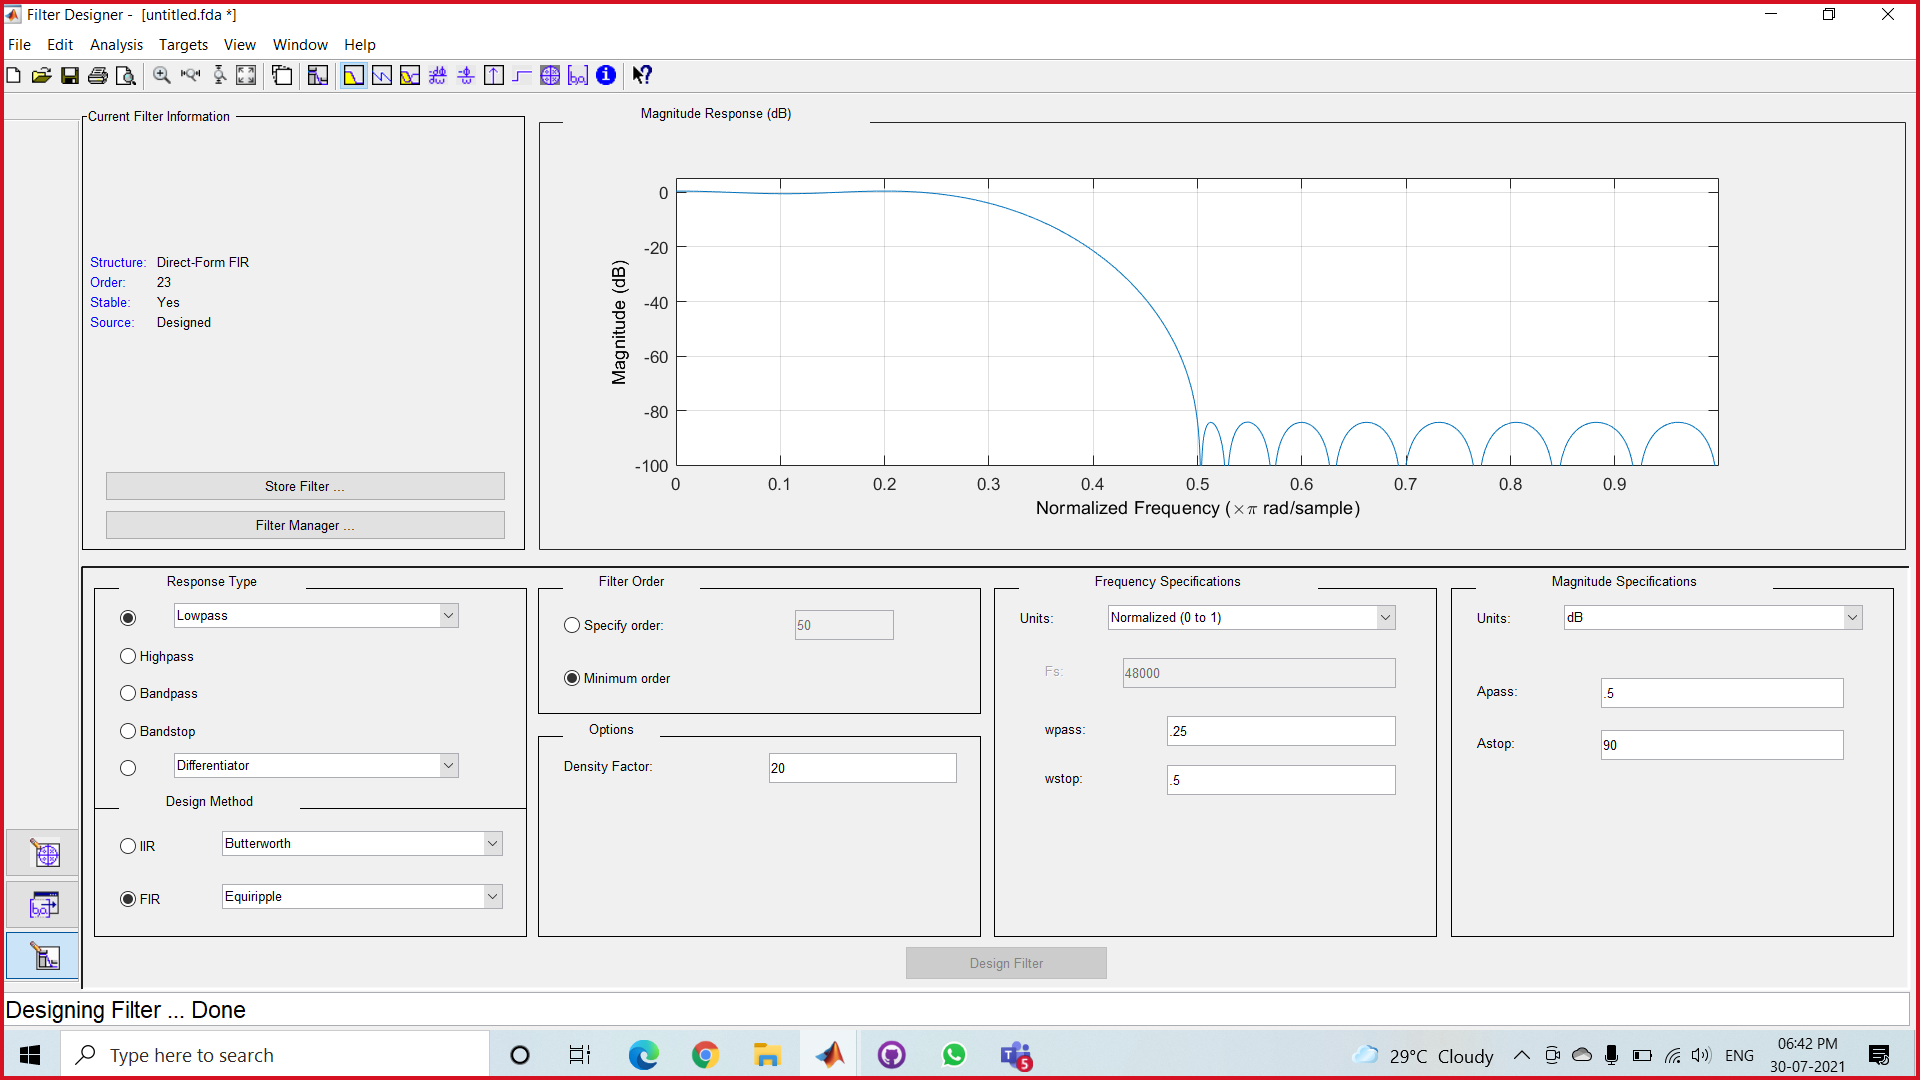 Filter Designer - [untitled.fda *]
File Edit Analysis Targets View Window Help
Current Filter Information
Structure: Direct-Form FIR
Order: 23
Stable: Yes
Source: Designed
Store Filter ...
Filter Manager ...
Magnitude Response (dB)
Magnitude (dB)
0
-20
-40
-60
-80
-100
0 0.1 0.2 0.3 0.4 0.5 0.6 0.7 0.8 0.9
Normalized Frequency (×π rad/sample)
Response Type
Lowpass
Highpass
Bandpass
Bandstop
Differentiator
Design Method
IIR Butterworth
FIR Equiripple
Filter Order
Specify order: 50
Minimum order
Options
Density Factor: 20
Frequency Specifications
Units: Normalized (0 to 1)
Fs: 48000
wpass: .25
wstop: .5
Magnitude Specifications
Units: dB
Apass: .5
Astop: 90
Design Filter
Designing Filter ... Done
Type here to search
5
29°C Cloudy
ENG
06:42 PM
30-07-2021